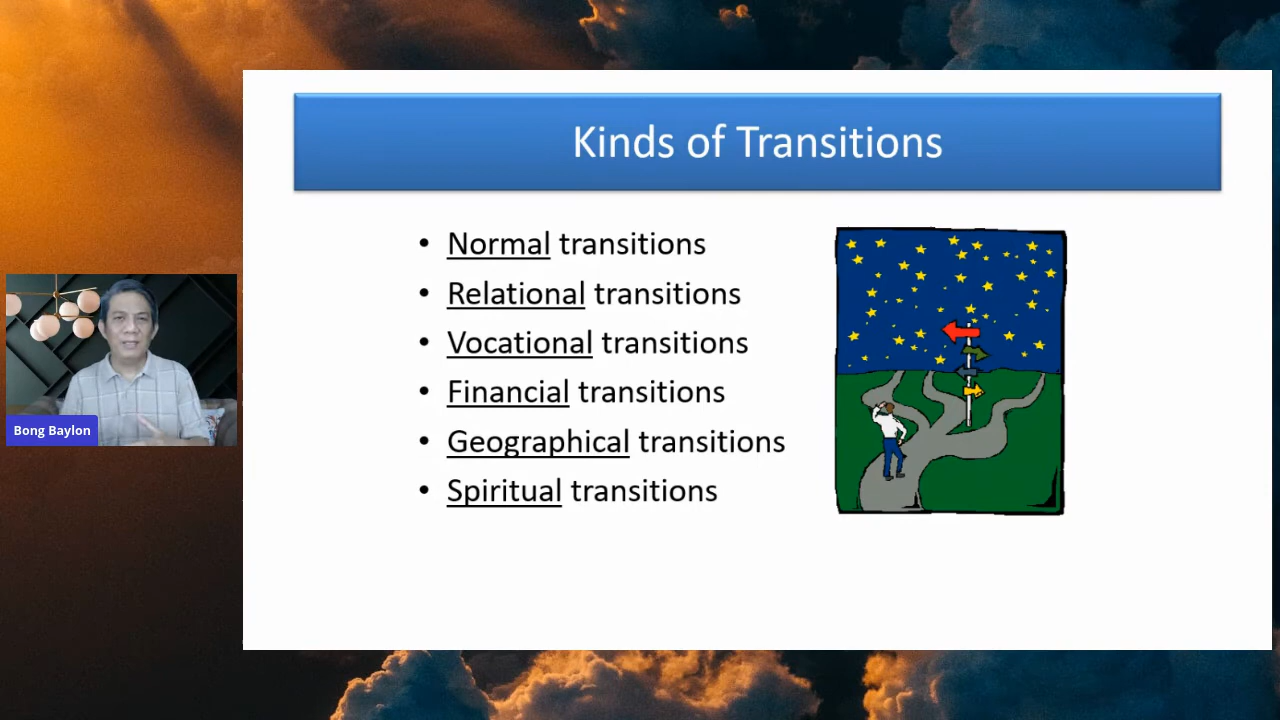 Kinds of Transitions
• Normal transitions
• Relational transitions
• Vocational transitions
• Financial transitions
• Geographical transitions
• Spiritual transitions
Bong Baylon